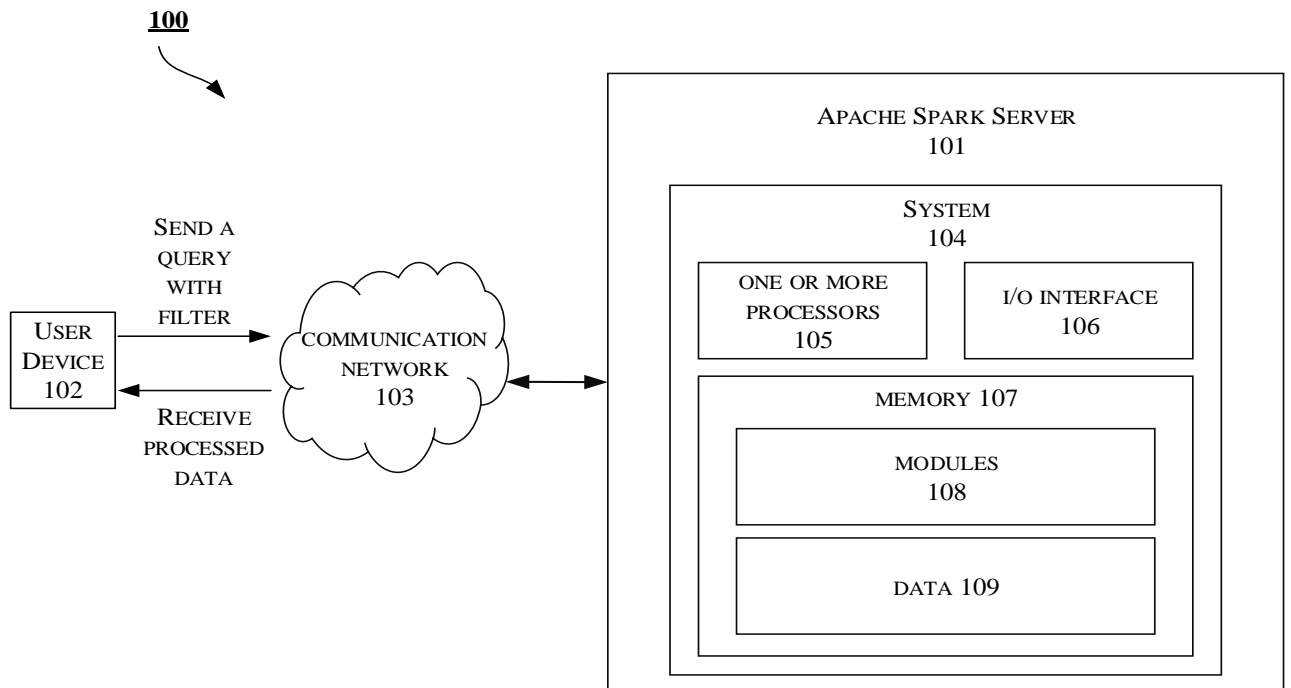 100
APACHE SPARK SERVER
101
SYSTEM
104
SEND A
QUERY
WITH
FILTER
ONE OR MORE
PROCESSORS
105
I/O INTERFACE
106
USER
DEVICE
102
COMMUNICATION
NETWORK
103
RECEIVE
PROCESSED
DATA
MEMORY 107
MODULES
108
DATA 109